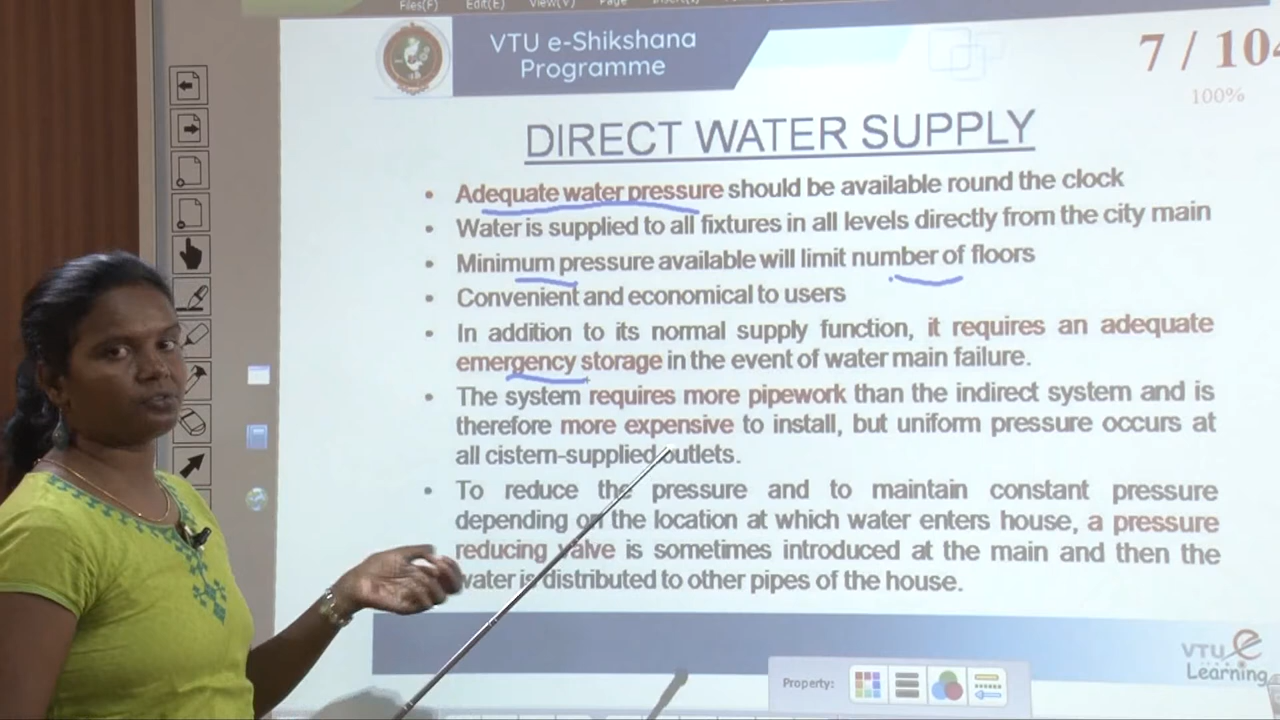 Files(F) Edit(E) View(V) Page Insert(I)
VTU e-Shikshana
Programme
7 / 104
100%
DIRECT WATER SUPPLY
• Adequate water pressure should be available round the clock
• Water is supplied to all fixtures in all levels directly from the city main
• Minimum pressure available will limit number of floors
• Convenient and economical to users
• In addition to its normal supply function, it requires an adequate
emergency storage in the event of water main failure.
• The system requires more pipework than the indirect system and is
therefore more expensive to install, but uniform pressure occurs at
all cistern-supplied outlets.
• To reduce the pressure and to maintain constant pressure
depending on the location at which water enters house, a pressure
reducing valve is sometimes introduced at the main and then the
water is distributed to other pipes of the house.
VTU e
Learning
Property: